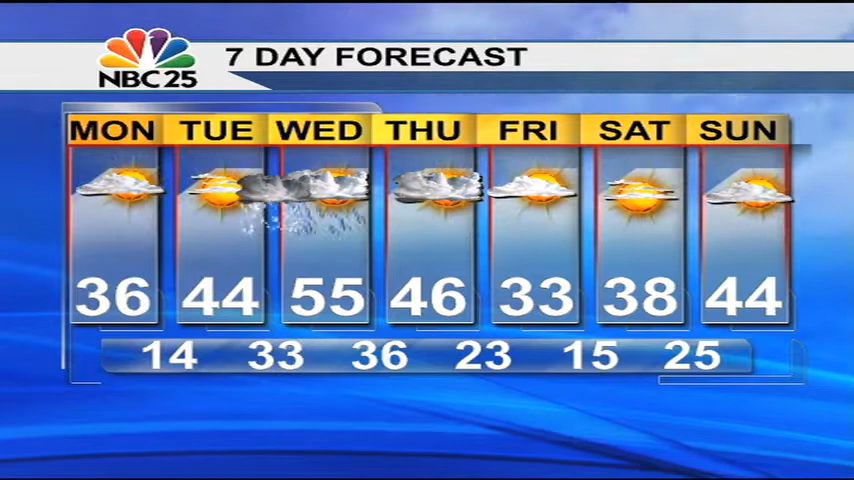 7 DAY FORECAST
NBC 25
MON TUE WED THU FRI SAT SUN
36 44 55 46 33 38 44
14 33 36 23 15 25